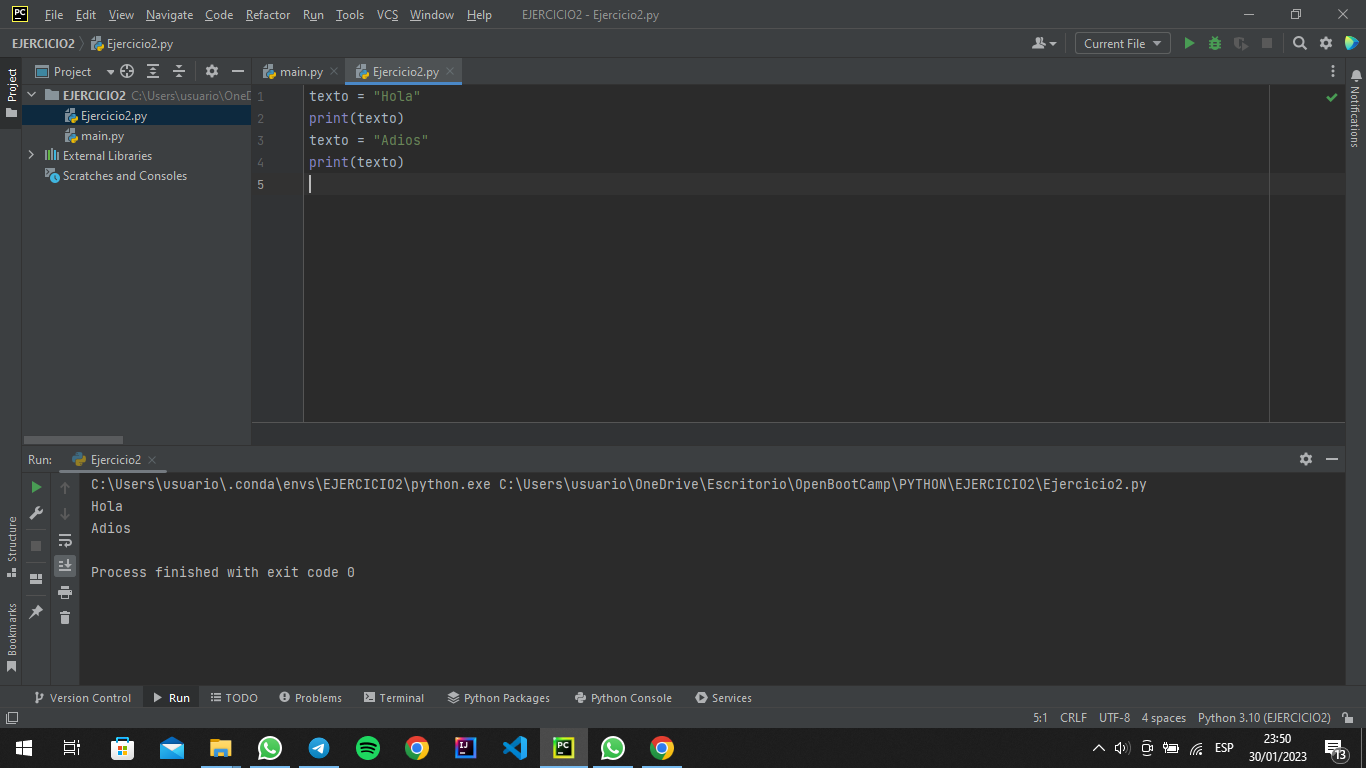 PC File Edit View Navigate Code Refactor Run Tools VCS Window Help EJERCICIO2 - Ejercicio2.py
EJERCICIO2 Ejercicio2.py Current File
Project Project main.py Ejercicio2.py
EJERCICIO2 C:\Users\usuario\OneD
Ejercicio2.py
main.py
External Libraries
Scratches and Consoles
1 texto = "Hola"
2 print(texto)
3 texto = "Adios"
4 print(texto)
5
Notifications
Run: Ejercicio2
C:\Users\usuario\.conda\envs\EJERCICIO2\python.exe C:\Users\usuario\OneDrive\Escritorio\OpenBootCamp\PYTHON\EJERCICIO2\Ejercicio2.py
Hola
Adios
Process finished with exit code 0
Structure
Bookmarks
Version Control Run TODO Problems Terminal Python Packages Python Console Services
5:1 CRLF UTF-8 4 spaces Python 3.10 (EJERCICIO2)
IJ PC ESP 23:50
30/01/2023 13